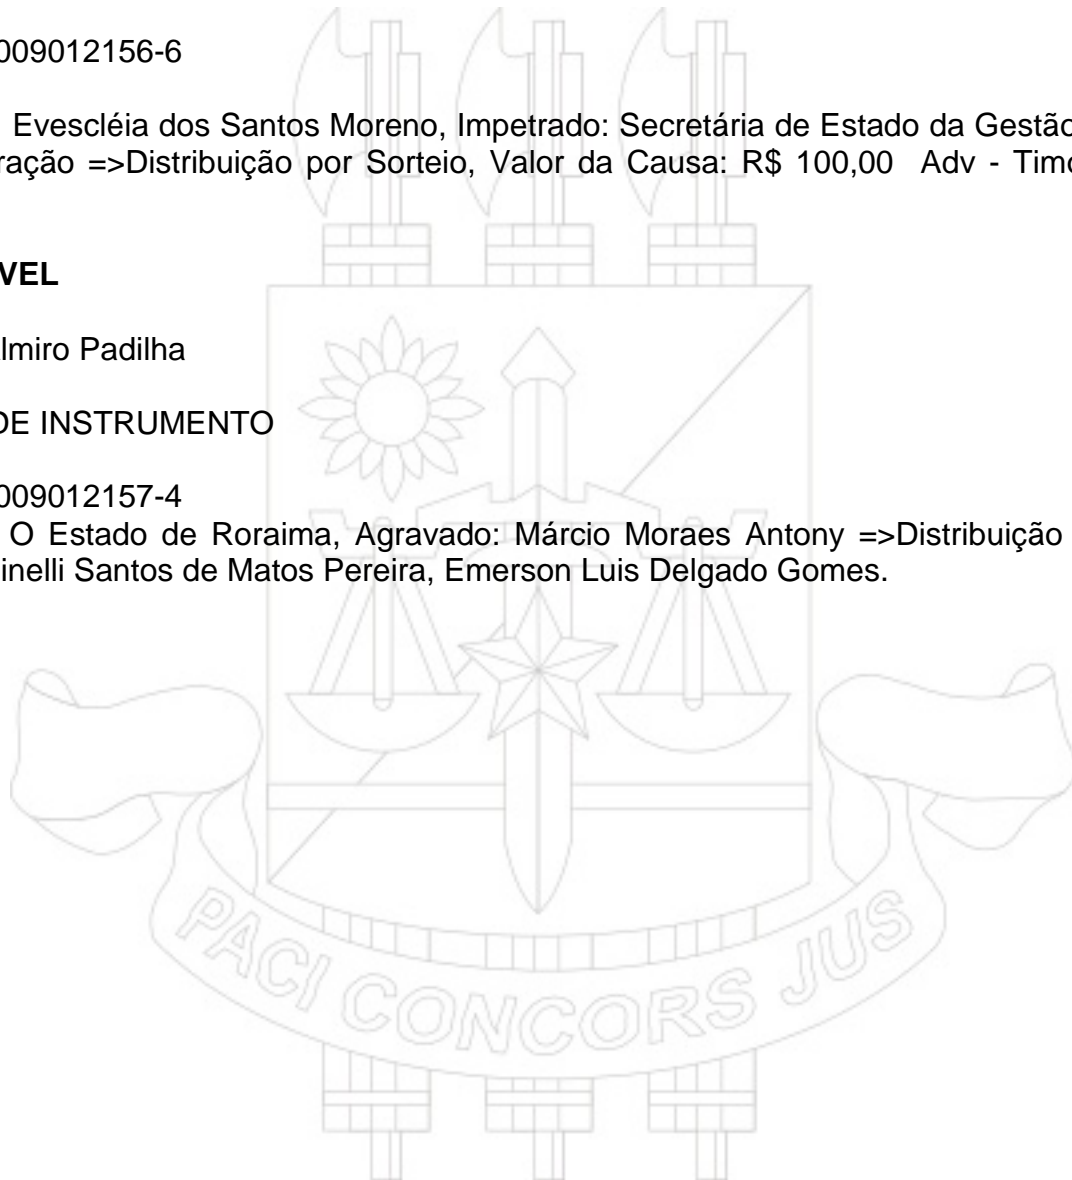 009012156-6
Evescléia dos Santos Moreno, Impetrado: Secretária de Estado da Gestão
ração =>Distribuição por Sorteio, Valor da Causa: R$ 100,00 Adv - Timo
VEL
lmiro Padilha
DE INSTRUMENTO
009012157-4
O Estado de Roraima, Agravado: Márcio Moraes Antony =>Distribuição
inelli Santos de Matos Pereira, Emerson Luis Delgado Gomes.
PACI CONCORS JUS